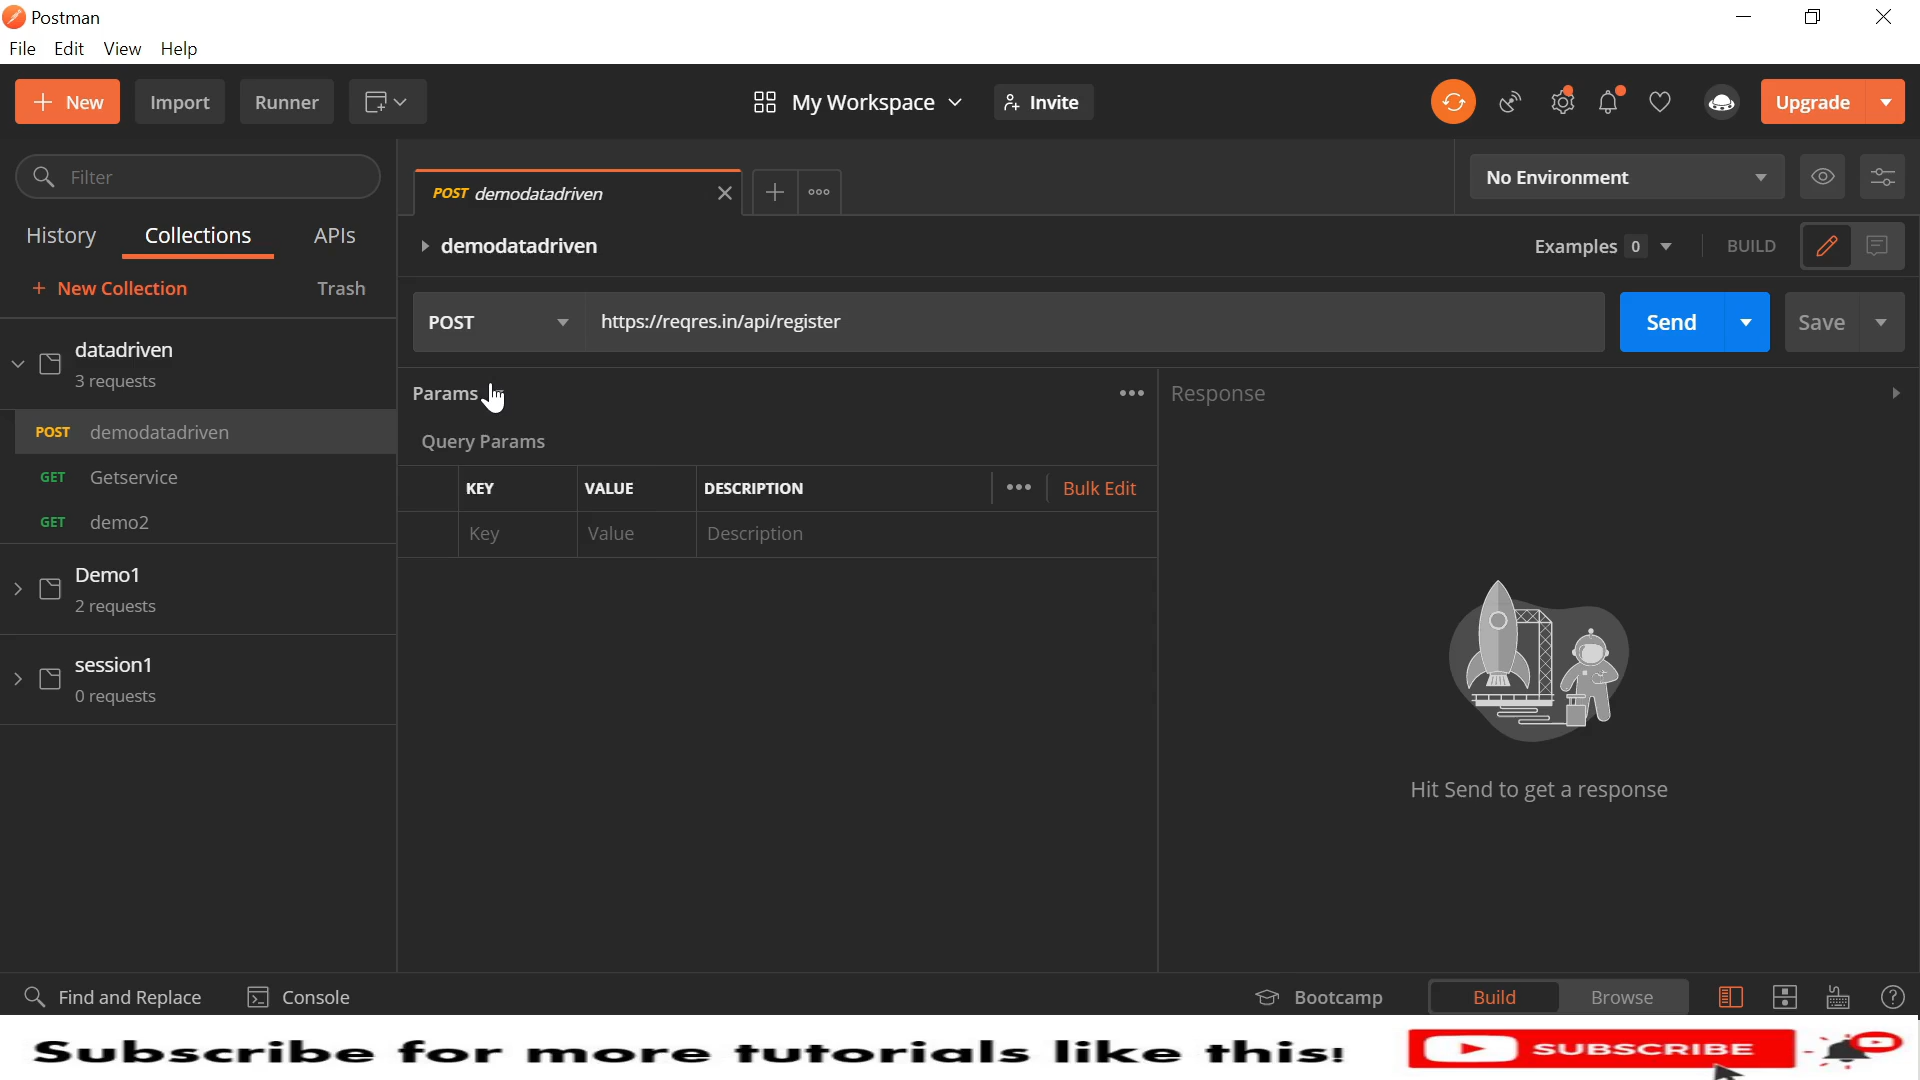 Postman
File Edit View Help
New Import Runner My Workspace Invite Upgrade
Filter
POST demodatadriven
No Environment
History Collections APIs
demodatadriven
Examples 0 BUILD
New Collection Trash
POST https://reqres.in/api/register Send Save
datadriven
3 requests
Params
Response
POST demodatadriven
Query Params
GET Getservice
KEY VALUE DESCRIPTION Bulk Edit
GET demo2
Key Value Description
Demo1
2 requests
session1
0 requests
Hit Send to get a response
Find and Replace Console Bootcamp Build Browse
Subscribe for more tutorials like this! SUBSCRIBE